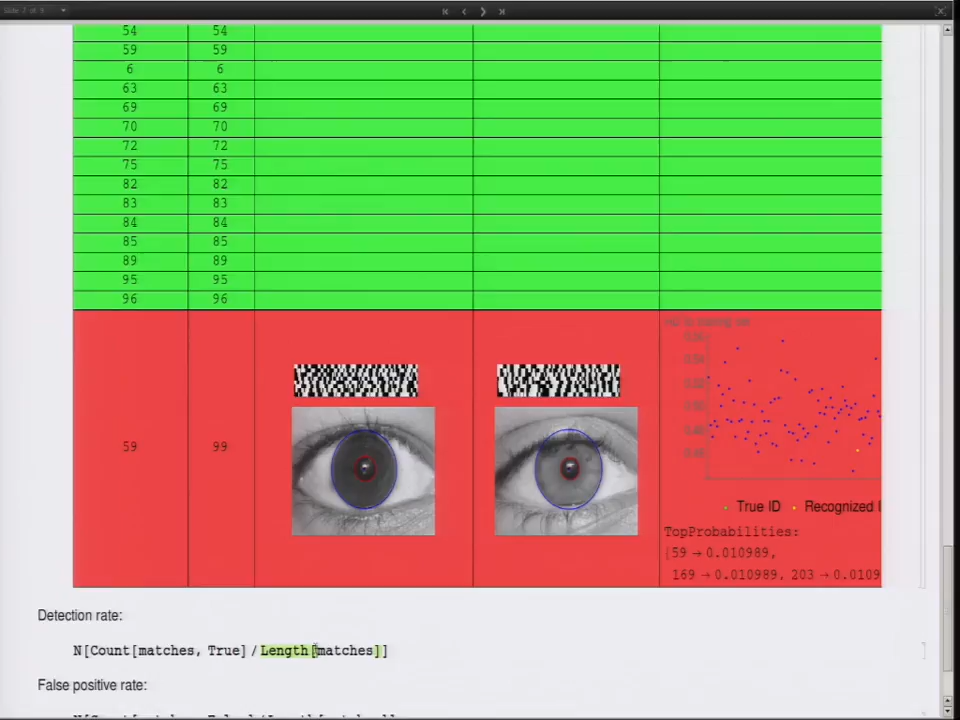 54 54
59 59
6 6
63 63
69 69
70 70
72 72
75 75
82 82
83 83
84 84
85 85
89 89
95 95
96 96
59 99
True ID Recognized I
TopProbabilities:
{59 → 0.010989,
169 → 0.010989, 203 → 0.0109
Detection rate:
N[Count[matches, True] / Length[matches]]
False positive rate: